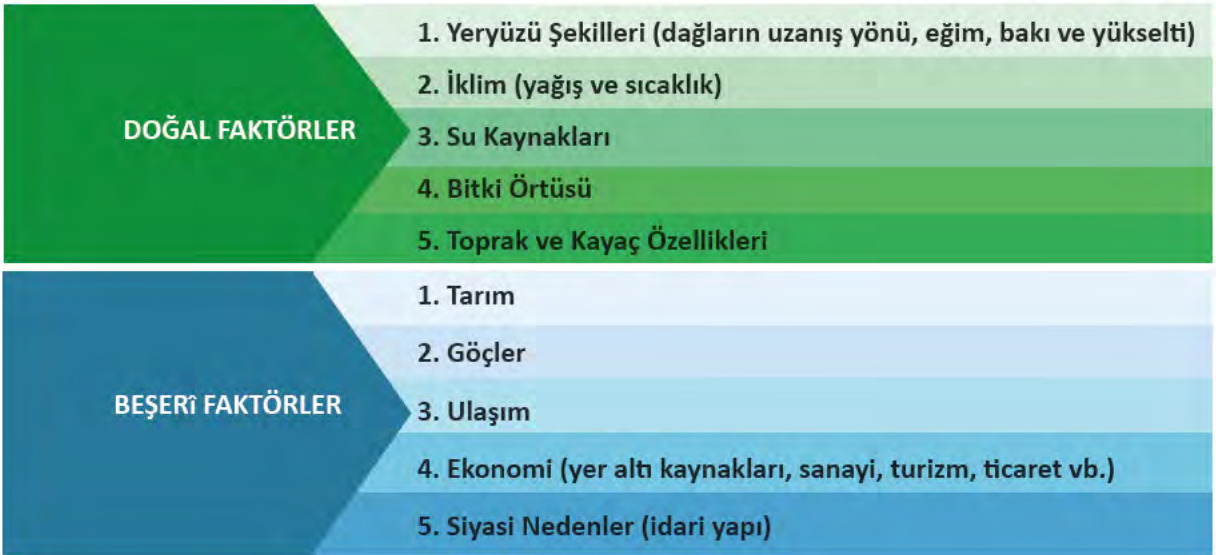 DOĞAL FAKTÖRLER
1. Yeryüzü Şekilleri (dağların uzanış yönü, eğim, bakı ve yükselti)
2. İklim (yağış ve sıcaklık)
3. Su Kaynakları
4. Bitki Örtüsü
5. Toprak ve Kayaç Özellikleri
BEŞERî FAKTÖRLER
1. Tarım
2. Göçler
3. Ulaşım
4. Ekonomi (yer altı kaynakları, sanayi, turizm, ticaret vb.)
5. Siyasi Nedenler (idari yapı)